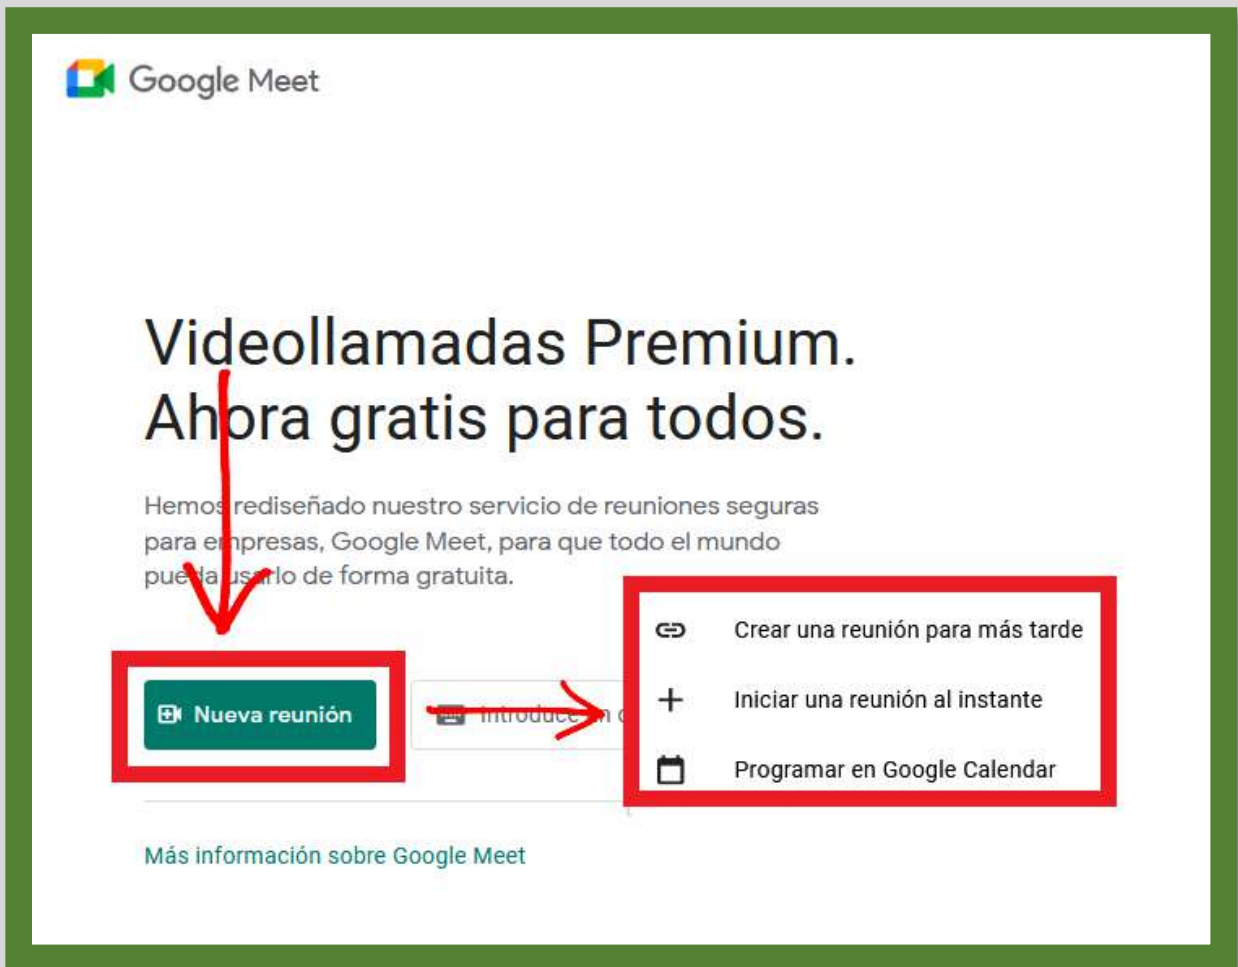 Google Meet
Videollamadas Premium.
Ahora gratis para todos.
Hemos rediseñado nuestro servicio de reuniones seguras
para empresas, Google Meet, para que todo el mundo
pueda usarlo de forma gratuita.
Nueva reunión
Introduce un
Crear una reunión para más tarde
Iniciar una reunión al instante
Programar en Google Calendar
Más información sobre Google Meet